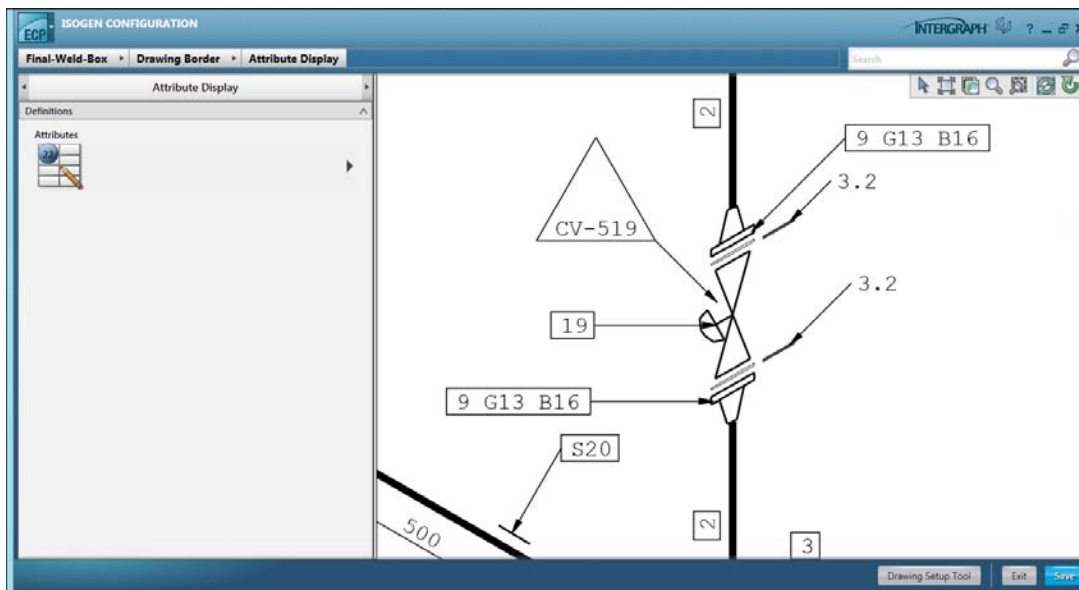 ECP
ISOGEN CONFIGURATION
INTERGRAPH
?
Final-Weld-Box
Drawing Border
Attribute Display
Search
Attribute Display
Definitions
Attributes
22
2
9 G13 B16
3.2
CV-519
3.2
19
9 G13 B16
S20
500
2
3
Drawing Setup Tool
Exit
Save